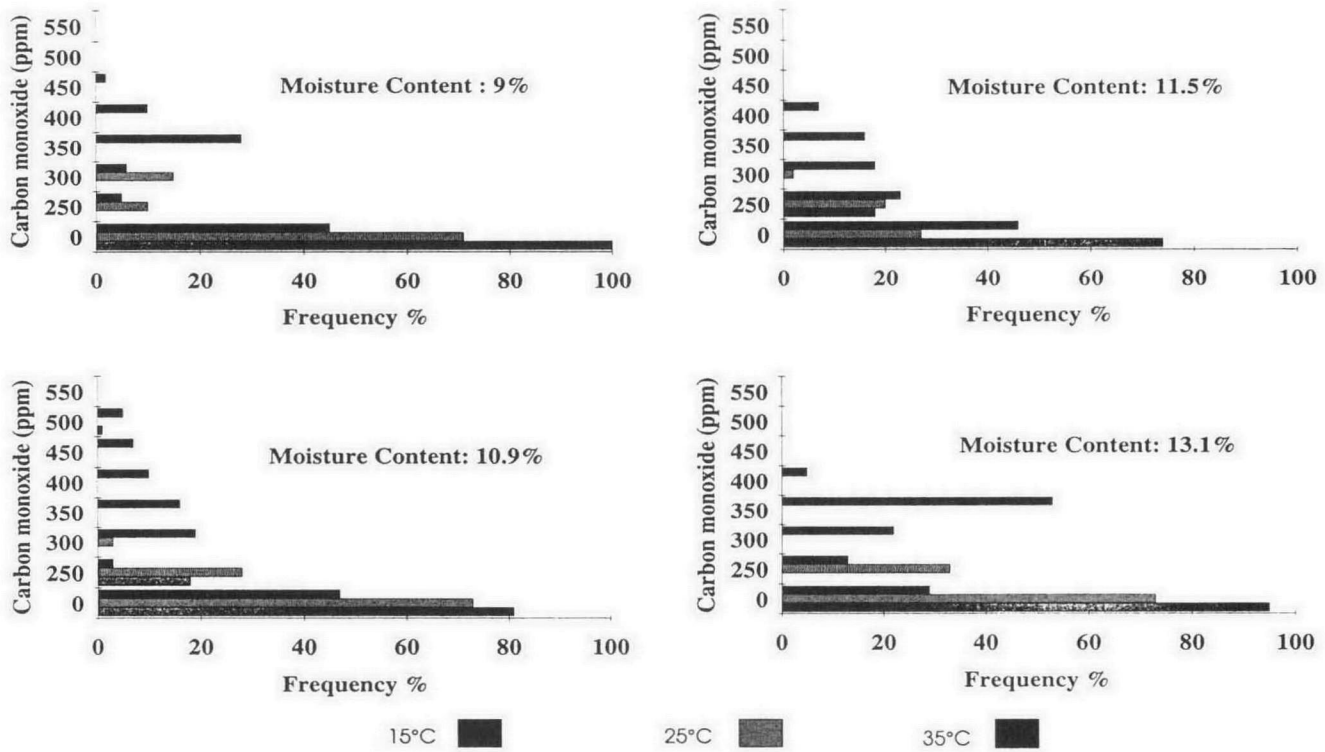 Carbon monoxide (ppm)
550
500
450
400
350
300
250
0
Moisture Content : 9%
0 20 40 60 80 100
Frequency %
Carbon monoxide (ppm)
550
500
450
400
350
300
250
0
Moisture Content: 11.5%
0 20 40 60 80 100
Frequency %
Carbon monoxide (ppm)
550
500
450
400
350
300
250
0
Moisture Content: 10.9%
0 20 40 60 80 100
Frequency %
Carbon monoxide (ppm)
550
500
450
400
350
300
250
0
Moisture Content: 13.1%
0 20 40 60 80 100
Frequency %
15°C 25°C 35°C